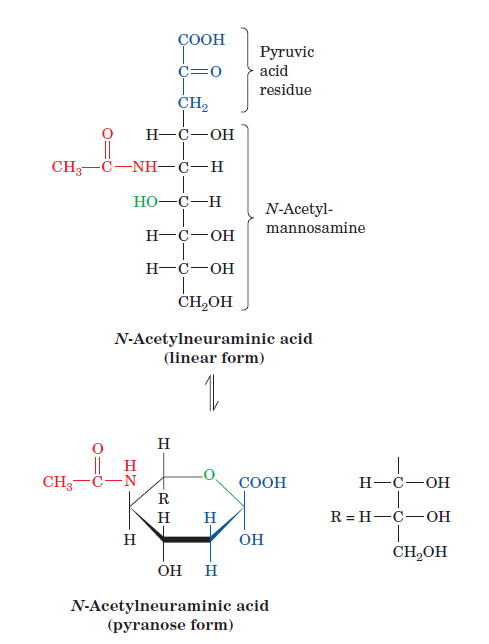 COOH
C=O
CH₂
Pyruvic
acid
residue
O
H—C—OH
CH₃—C—NH—C—H
HO—C—H
H—C—OH
H—C—OH
CH₂OH
N-Acetyl-
mannosamine
N-Acetylneuraminic acid
(linear form)
O
CH₃—C—N
H
H
R
H
H
O
COOH
H
OH
OH
H
H—C—OH
R = H—C—OH
CH₂OH
N-Acetylneuraminic acid
(pyranose form)